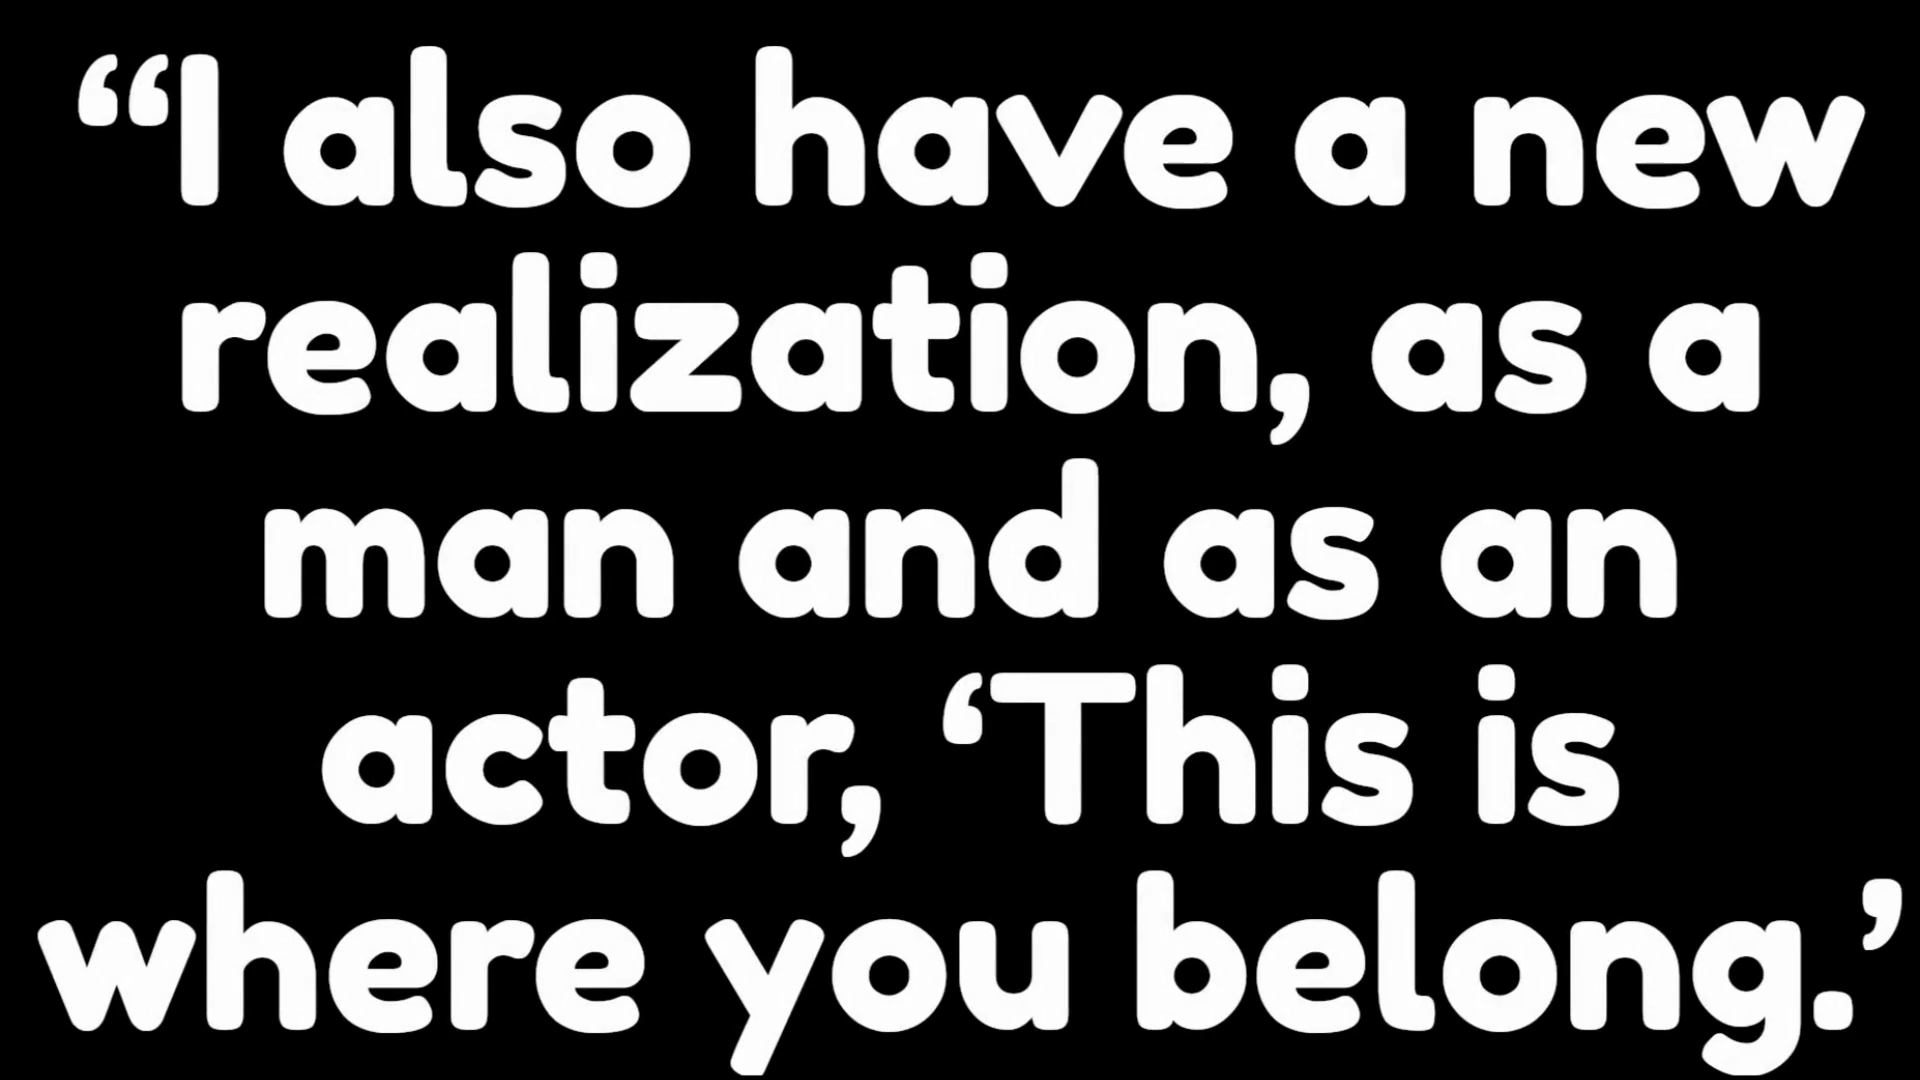 “I also have a new
realization, as a
man and as an
actor, ‘This is
where you belong.’